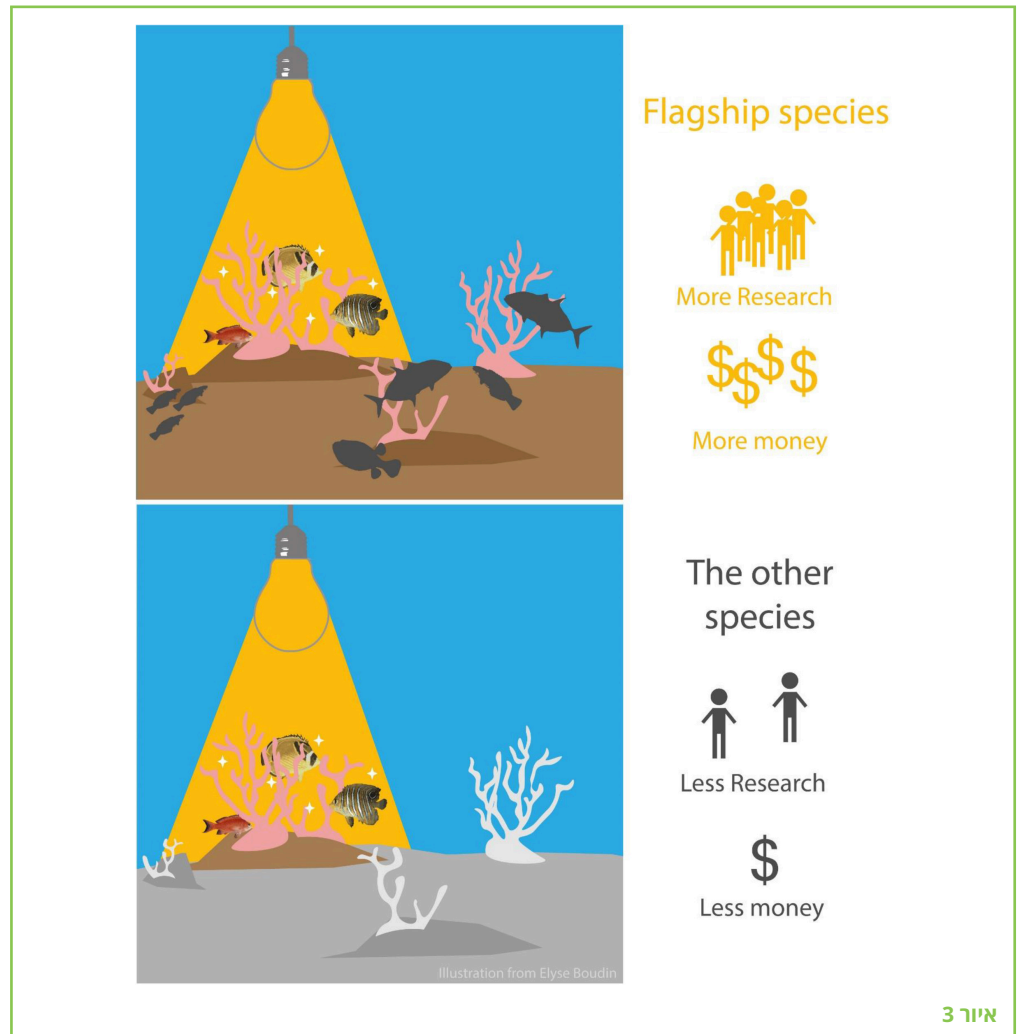 Flagship species
More Research
$$$$
More money
The other
species
Less Research
$
Less money
Illustration from Elyse Boudin
איור 3